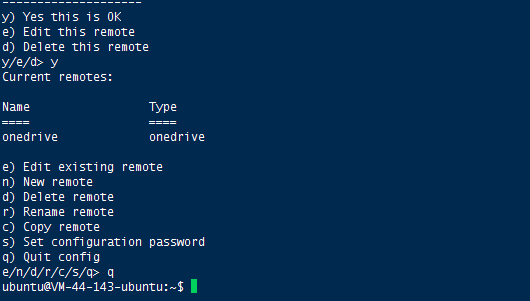 --------------------
y) Yes this is OK
e) Edit this remote
d) Delete this remote
y/e/d> y
Current remotes:
Name                 Type
====                 ====
onedrive             onedrive
e) Edit existing remote
n) New remote
d) Delete remote
r) Rename remote
c) Copy remote
s) Set configuration password
q) Quit config
e/n/d/r/c/s/q> q
ubuntu@VM-44-143-ubuntu:~$